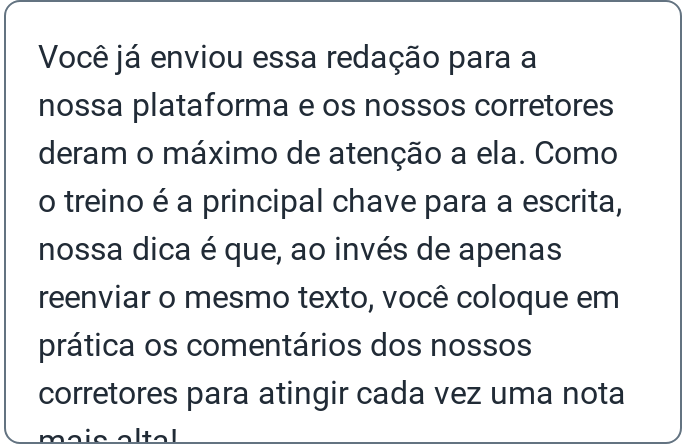 Você já enviou essa redação para a
nossa plataforma e os nossos corretores
deram o máximo de atenção a ela. Como
o treino é a principal chave para a escrita,
nossa dica é que, ao invés de apenas
reenviar o mesmo texto, você coloque em
prática os comentários dos nossos
corretores para atingir cada vez uma nota
mais alta!